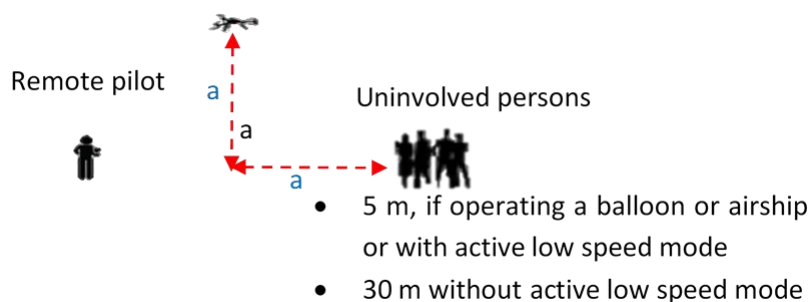 Remote pilot
a
Uninvolved persons
a
a
• 5 m, if operating a balloon or airship
or with active low speed mode
• 30 m without active low speed mode